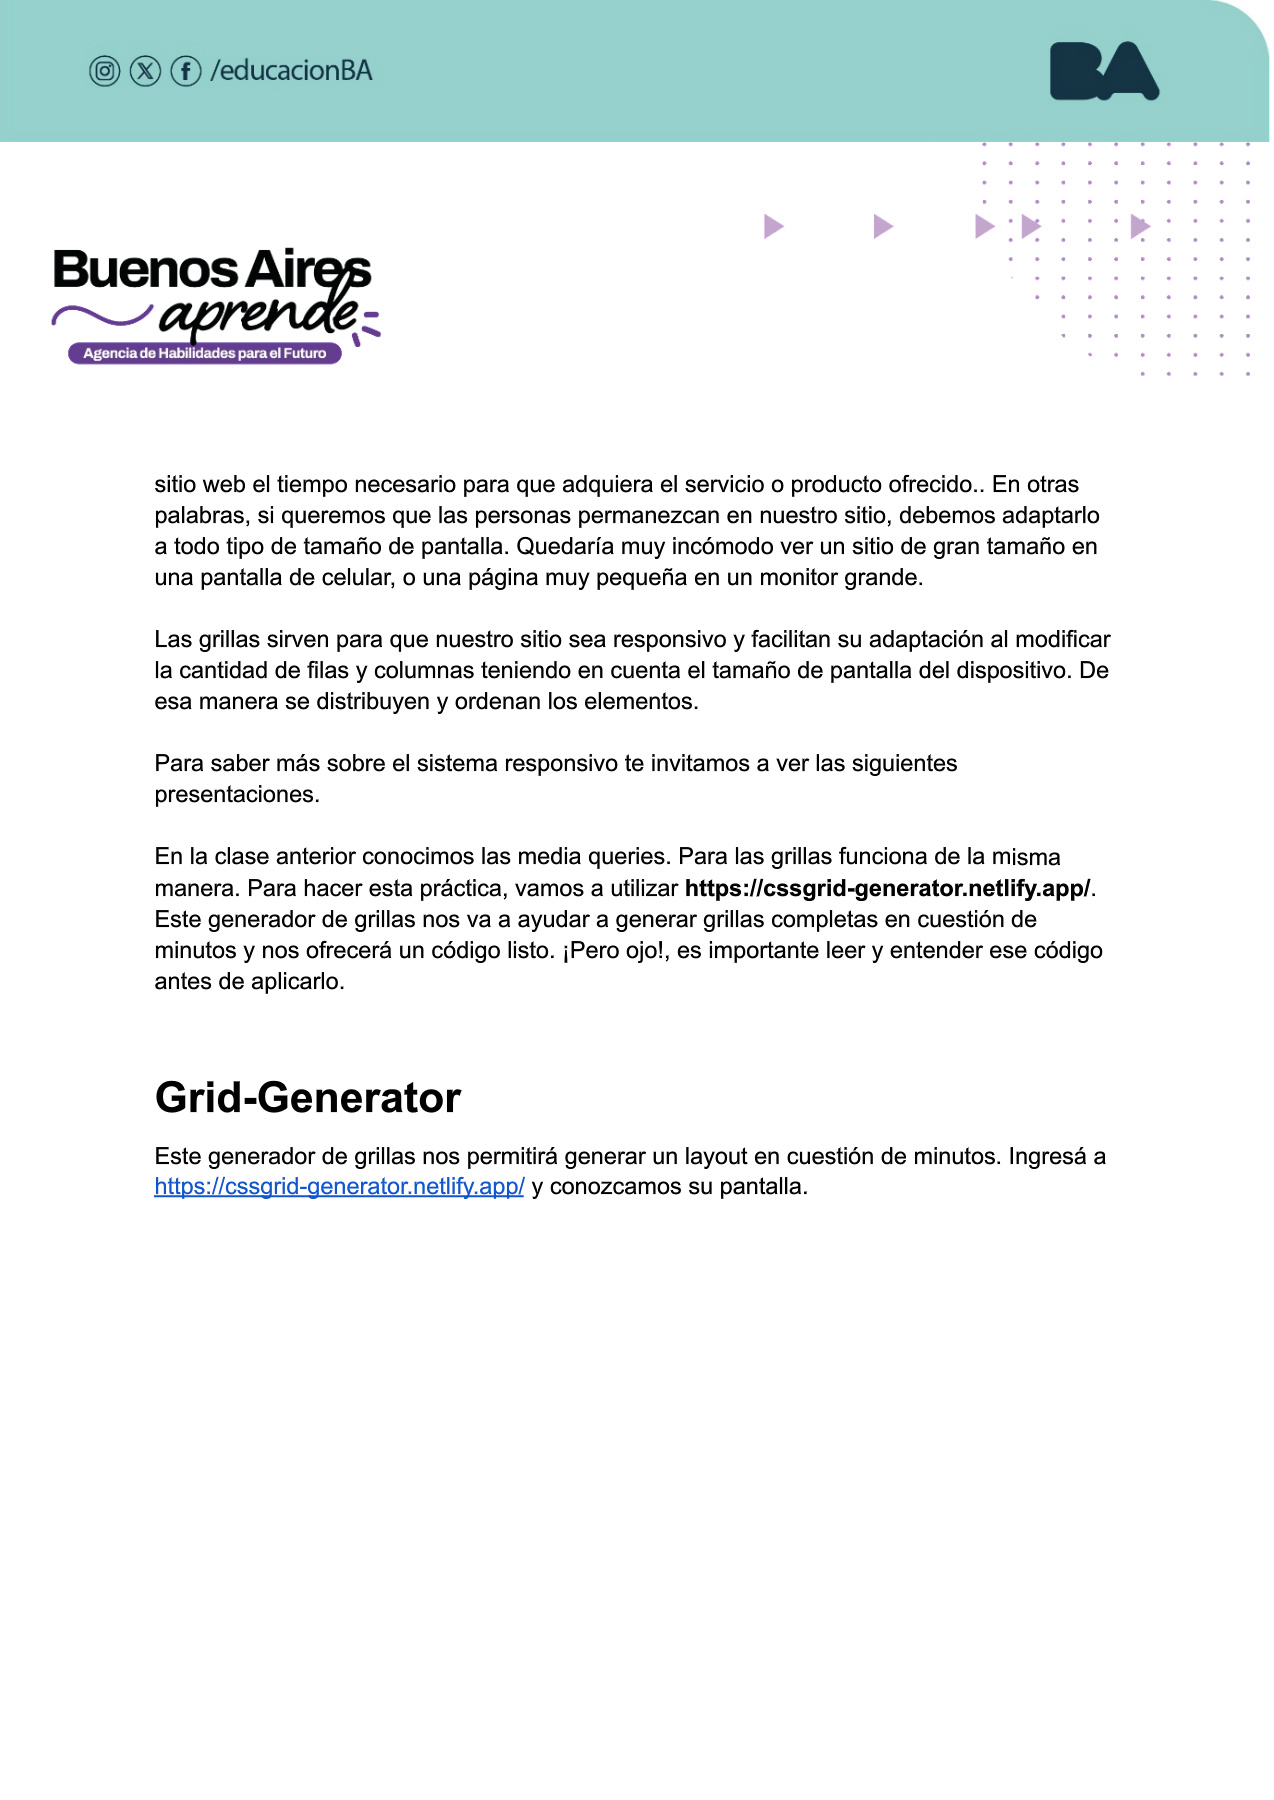 /educacionBA
BA
Buenos Aires
aprende
Agencia de Habilidades para el Futuro
sitio web el tiempo necesario para que adquiera el servicio o producto ofrecido.. En otras
palabras, si queremos que las personas permanezcan en nuestro sitio, debemos adaptarlo
a todo tipo de tamaño de pantalla. Quedaría muy incómodo ver un sitio de gran tamaño en
una pantalla de celular, o una página muy pequeña en un monitor grande.
Las grillas sirven para que nuestro sitio sea responsivo y facilitan su adaptación al modificar
la cantidad de filas y columnas teniendo en cuenta el tamaño de pantalla del dispositivo. De
esa manera se distribuyen y ordenan los elementos.
Para saber más sobre el sistema responsivo te invitamos a ver las siguientes
presentaciones.
En la clase anterior conocimos las media queries. Para las grillas funciona de la misma
manera. Para hacer esta práctica, vamos a utilizar https://cssgrid-generator.netlify.app/.
Este generador de grillas nos va a ayudar a generar grillas completas en cuestión de
minutos y nos ofrecerá un código listo. ¡Pero ojo!, es importante leer y entender ese código
antes de aplicarlo.
Grid-Generator
Este generador de grillas nos permitirá generar un layout en cuestión de minutos. Ingresá a
https://cssgrid-generator.netlify.app/ y conozcamos su pantalla.